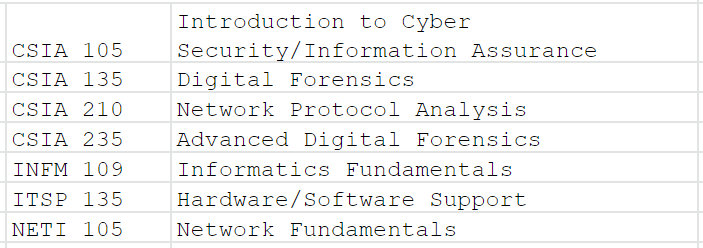 Introduction to Cyber
CSIA 105 Security/Information Assurance
CSIA 135 Digital Forensics
CSIA 210 Network Protocol Analysis
CSIA 235 Advanced Digital Forensics
INFM 109 Informatics Fundamentals
ITSP 135 Hardware/Software Support
NETI 105 Network Fundamentals